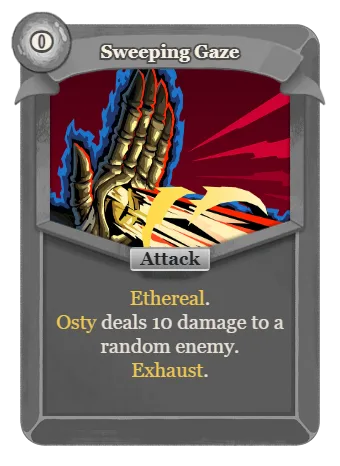 0
Sweeping Gaze
Attack
Ethereal.
Osty deals 10 damage to a
random enemy.
Exhaust.